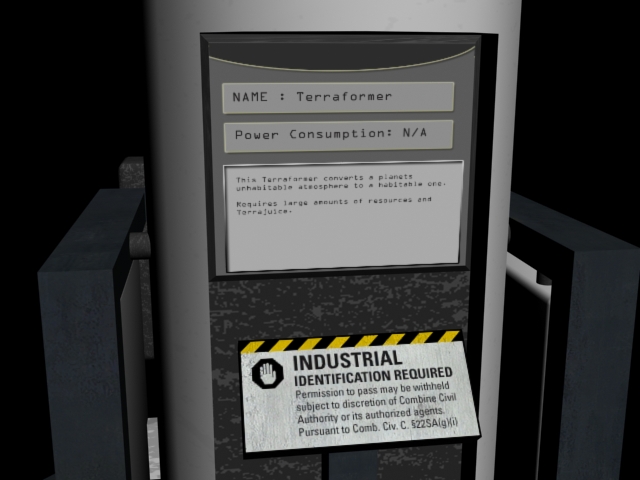 NAME : Terraformer
Power Consumption: N/A
This Terraformer converts a planets
unhabitable atmosphere to a habitable one.
Requires large amounts of resources and
Terrajuice.
INDUSTRIAL
IDENTIFICATION REQUIRED
Permission to pass may be withheld
subject to discretion of Combine Civil
Authority or its authorized agents.
Pursuant to Comb. Civ. C. §22SA(g)(i)